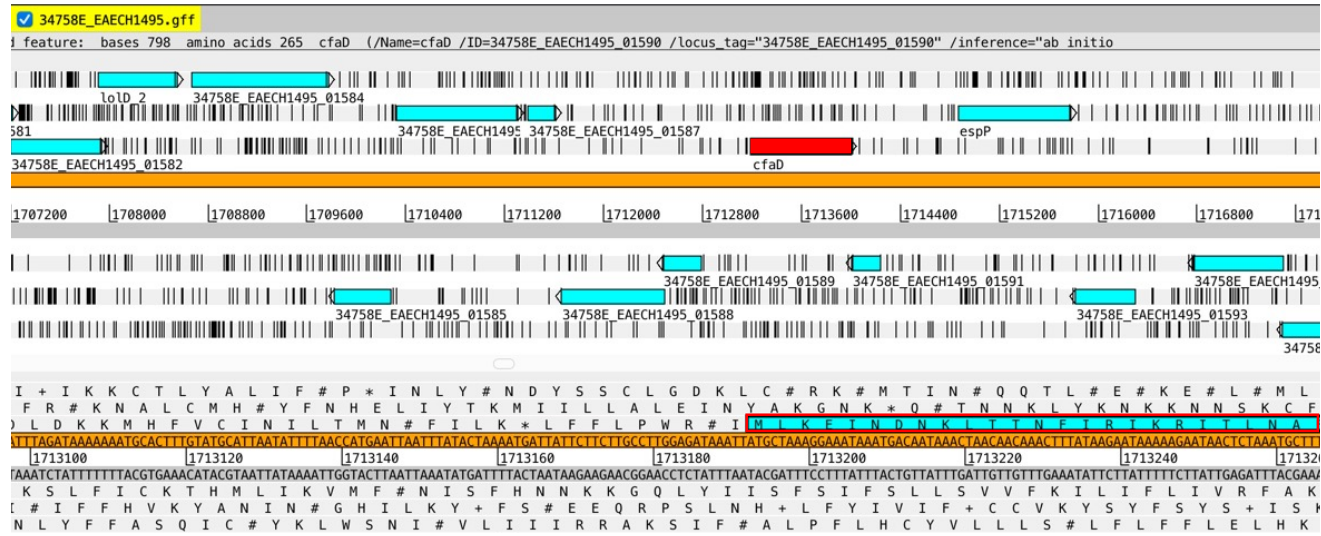 34758E_EAECH1495.gff
d feature: bases 798 amino acids 265 cfaD (/Name=cfaD /ID=34758E_EAECH1495_01590 /locus_tag="34758E_EAECH1495_01590" /inference="ab initio
lolD_2 34758E_EAECH1495_01584
581 34758E_EAECH1495 34758E_EAECH1495_01587 espP
34758E_EAECH1495_01582 cfaD
1707200 1708000 1708800 1709600 1710400 1711200 1712000 1712800 1713600 1714400 1715200 1716000 1716800 171
34758E_EAECH1495_01589 34758E_EAECH1495_01591 34758E_EAECH1495
34758E_EAECH1495_01585 34758E_EAECH1495_01588 34758E_EAECH1495_01593
34758
I + I K K C T L Y A L I F # P * I N L Y # N D Y S S C L G D K L C # R K # M T I N # Q Q T L # E # K E # L # M L
F R # K N A L C M H # Y F N H E L I Y T K M I I L L A L E I N Y A K G N K * Q # T N N K L Y K N K K N N S K C F
D L D K K M H F V C I N I L T M N # F I L K * L F F L P W R # I M L K E I N D N K L T T N F I R I K R I T L N A
1713100 1713120 1713140 1713160 1713180 1713200 1713220 1713240 171320
K S L F I C K T H M L I K V M F # N I S F H N N K K G Q L Y I I S F S I F S L L S V V F K I L I F L I V R F A K
I # I F F H V K Y A N I N # G H I L K Y + F S # E E Q R P S L N H + L F Y I V I F + C C V K Y S Y F S Y S + I S K
N L Y F F A S Q I C # Y K L W S N I # V L I I I R R A K S I F # A L P F L H C Y V L L L S # L F L F F L E L H K